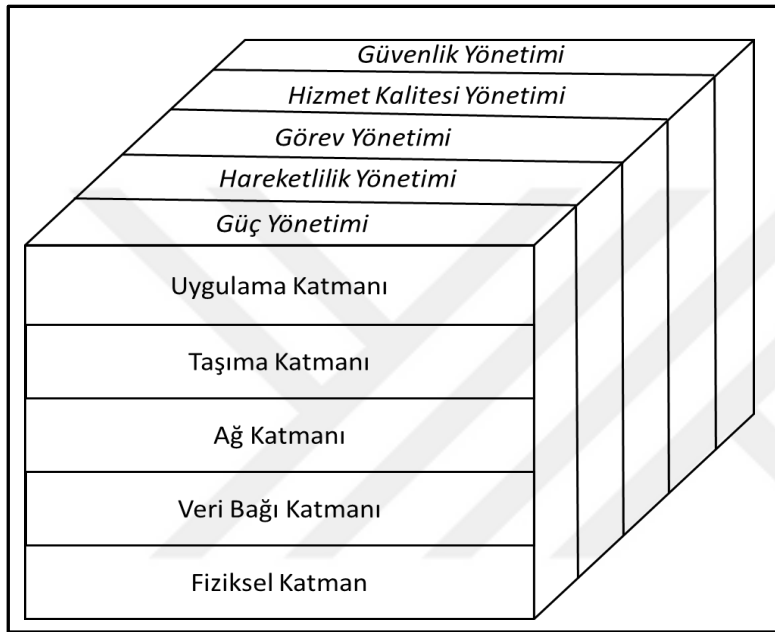 Güvenlik Yönetimi
Hizmet Kalitesi Yönetimi
Görev Yönetimi
Hareketlilik Yönetimi
Güç Yönetimi
Uygulama Katmanı
Taşıma Katmanı
Ağ Katmanı
Veri Bağı Katmanı
Fiziksel Katman